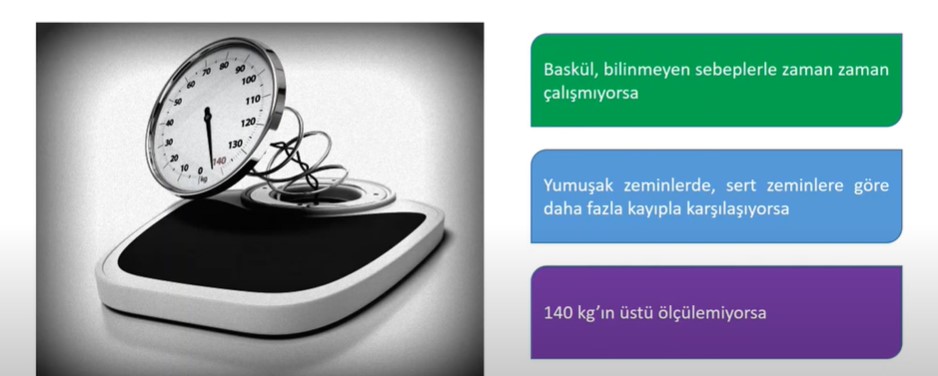 0
kg
10
20
30
40
50
60
70
80
90
100
110
120
130
140
Baskül, bilinmeyen sebeplerle zaman zaman
çalışmıyorsa
Yumuşak zeminlerde, sert zeminlere göre
daha fazla kayıpla karşılaşıyorsa
140 kg’ın üstü ölçülemiyorsa